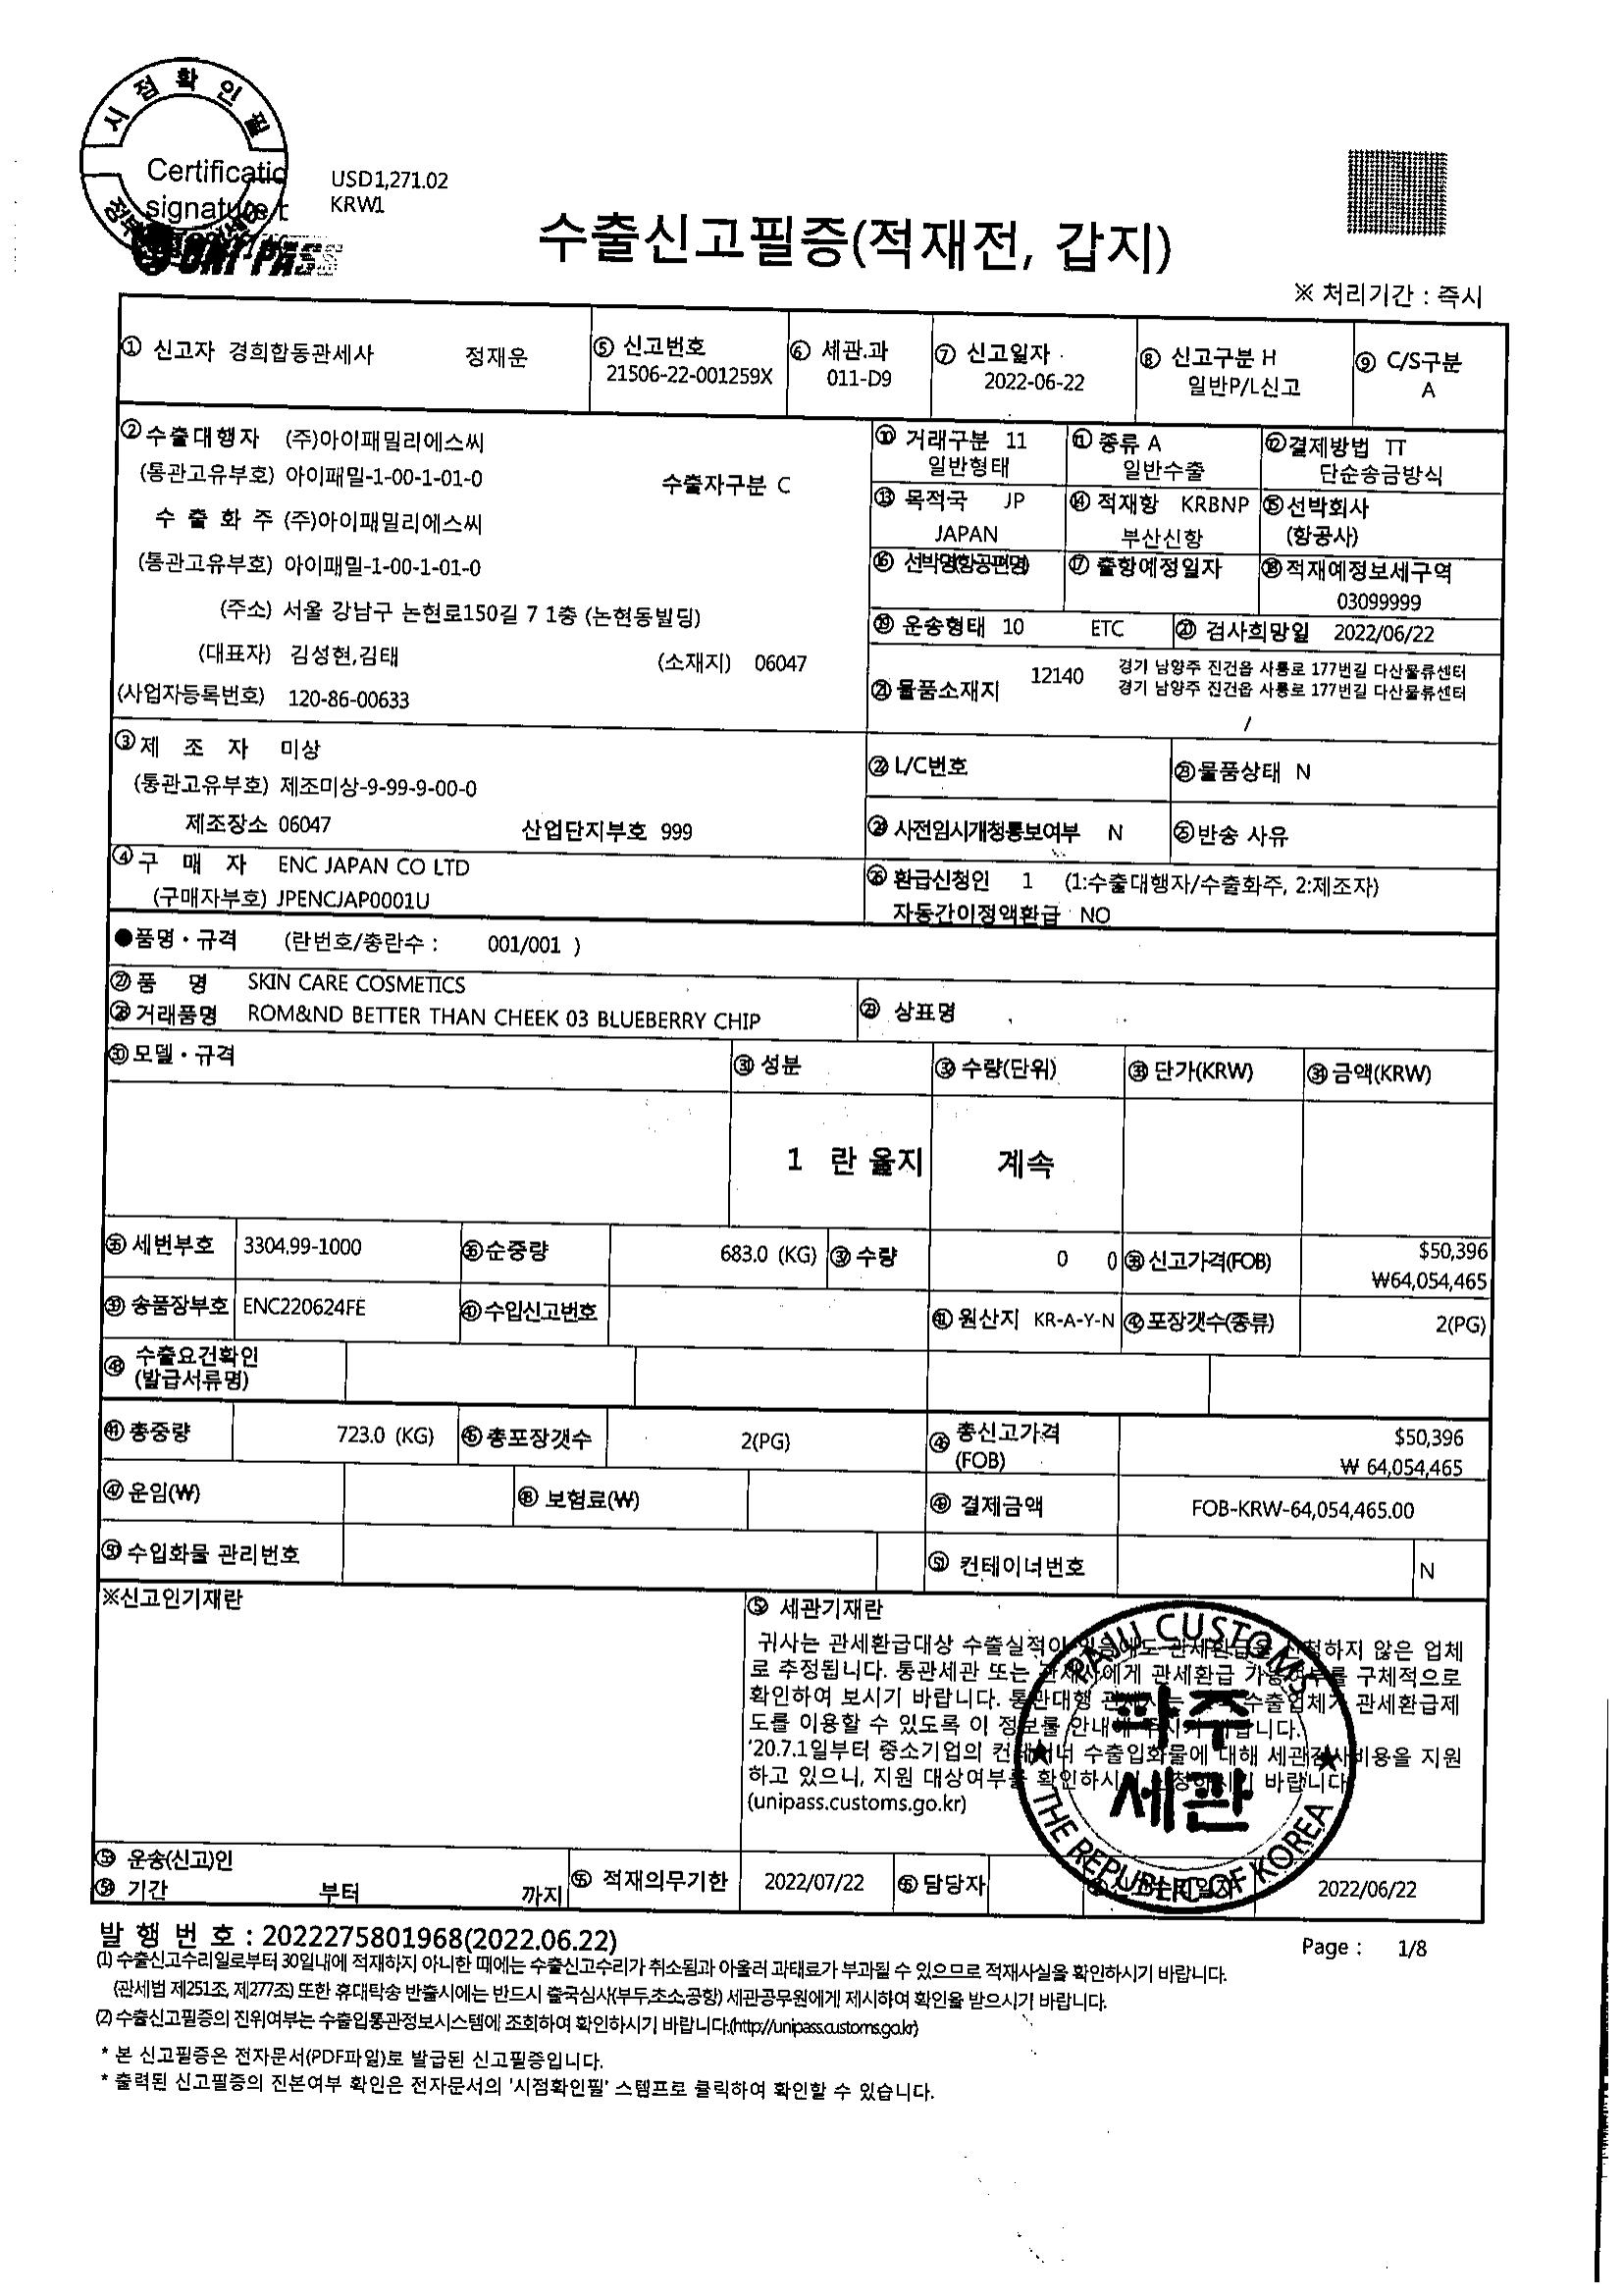 시점확인필
Certificatio
signature
USD1,271.02
KRW1
UNI PASS
수출신고필증(적재전, 갑지)
※ 처리기간 : 즉시
① 신고자 경희합동관세사 정재운
⑤ 신고번호
21506-22-001259X
⑥ 세관.과
011-D9
⑦ 신고일자
2022-06-22
⑧ 신고구분 H
일반P/L신고
⑨ C/S구분
A
② 수출대행자 (주)아이패밀리에스씨
(통관고유부호) 아이패밀-1-00-1-01-0 수출자구분 C
수 출 화 주 (주)아이패밀리에스씨
(통관고유부호) 아이패밀-1-00-1-01-0
(주소) 서울 강남구 논현로150길 7 1층 (논현동빌딩)
(대표자) 김성현,김태 (소재지) 06047
(사업자등록번호) 120-86-00633
⑩ 거래구분 11
일반형태
⑪ 종류 A
일반수출
⑫ 결제방법 TT
단순송금방식
⑬ 목적국 JP
JAPAN
⑭ 적재항 KRBNP
부산신항
⑮ 선박회사
(항공사)
⑯ 선박명(항공편명)
⑰ 출항예정일자
⑱ 적재예정보세구역
03099999
⑲ 운송형태 10 ETC
⑳ 검사희망일 2022/06/22
㉑ 물품소재지 12140 경기 남양주 진건읍 사릉로 177번길 다산물류센터
경기 남양주 진건읍 사릉로 177번길 다산물류센터
/
③ 제 조 자 미상
(통관고유부호) 제조미상-9-99-9-00-0
제조장소 06047 산업단지부호 999
㉒ L/C번호
㉓ 물품상태 N
㉔ 사전임시개청통보여부 N
㉕ 반송 사유
④ 구 매 자 ENC JAPAN CO LTD
(구매자부호) JPENCJAP0001U
㉖ 환급신청인 1 (1:수출대행자/수출화주, 2:제조자)
자동간이정액환급 NO
●품명·규격 (란번호/총란수 : 001/001 )
㉗ 품 명 SKIN CARE COSMETICS
㉘ 거래품명 ROM&ND BETTER THAN CHEEK 03 BLUEBERRY CHIP
㉙ 상표명
㉚ 모델·규격
㉛ 성분
㉜ 수량(단위)
㉝ 단가(KRW)
㉞ 금액(KRW)
1 란 을지 계속
㉟ 세번부호 3304.99-1000
㊱ 순중량 683.0 (KG)
㊲ 수량 0 0
㊳ 신고가격(FOB) $50,396
₩64,054,465
㊴ 송품장부호 ENC220624FE
㊵ 수입신고번호
㊶ 원산지 KR-A-Y-N
㊷ 포장갯수(종류) 2(PG)
㊸ 수출요건확인
(발급서류명)
㊹ 총중량 723.0 (KG)
㊺ 총포장갯수 2(PG)
㊻ 총신고가격
(FOB)
$50,396
₩ 64,054,465
㊼ 운임(₩)
㊽ 보험료(₩)
㊾ 결제금액 FOB-KRW-64,054,465.00
㊿ 수입화물 관리번호
컨테이너번호 N
※신고인기재란
세관기재란
귀사는 관세환급대상 수출실적이 있음에도 관세환급을 신청하지 않은 업체
로 추정됩니다. 통관세관 또는 관세사에게 관세환급 가능여부를 구체적으로
확인하여 보시기 바랍니다. 통관대행 관세사는 수출업체가 관세환급제
도를 이용할 수 있도록 이 정보를 안내해 주시기 바랍니다.
'20.7.1일부터 중소기업의 컨테이너 수출입화물에 대해 세관검사비용을 지원
하고 있으니, 지원 대상여부를 확인하시고 신청하시기 바랍니다
(unipass.customs.go.kr)
PAJU CUSTOMS
파주
세관
THE REPUBLIC OF KOREA
운송(신고)인
기간 부터 까지
적재의무기한 2022/07/22
담당자
2022/06/22
발 행 번 호 : 2022275801968(2022.06.22)
Page : 1/8
(1) 수출신고수리일로부터 30일내에 적재하지 아니한 때에는 수출신고수리가 취소됨과 아울러 과태료가 부과될 수 있으므로 적재사실을 확인하시기 바랍니다.
(관세법 제251조, 제277조) 또한 휴대탁송 반출시에는 반드시 출국심사(부두,초소,공항) 세관공무원에게 제시하여 확인을 받으시기 바랍니다.
(2) 수출신고필증의 진위여부는 수출입통관정보시스템에 조회하여 확인하시기 바랍니다.(http://unipass.customs.go.kr)
* 본 신고필증은 전자문서(PDF파일)로 발급된 신고필증입니다.
* 출력된 신고필증의 진본여부 확인은 전자문서의 '시점확인필' 스템프로 클릭하여 확인할 수 있습니다.